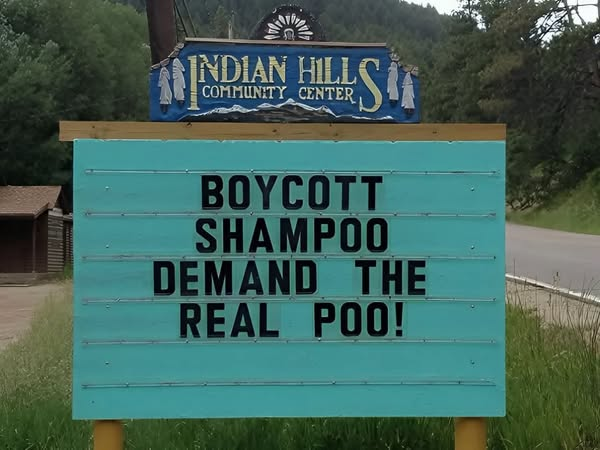 INDIAN HILLS
COMMUNITY CENTER
BOYCOTT
SHAMPOO
DEMAND THE
REAL POO!